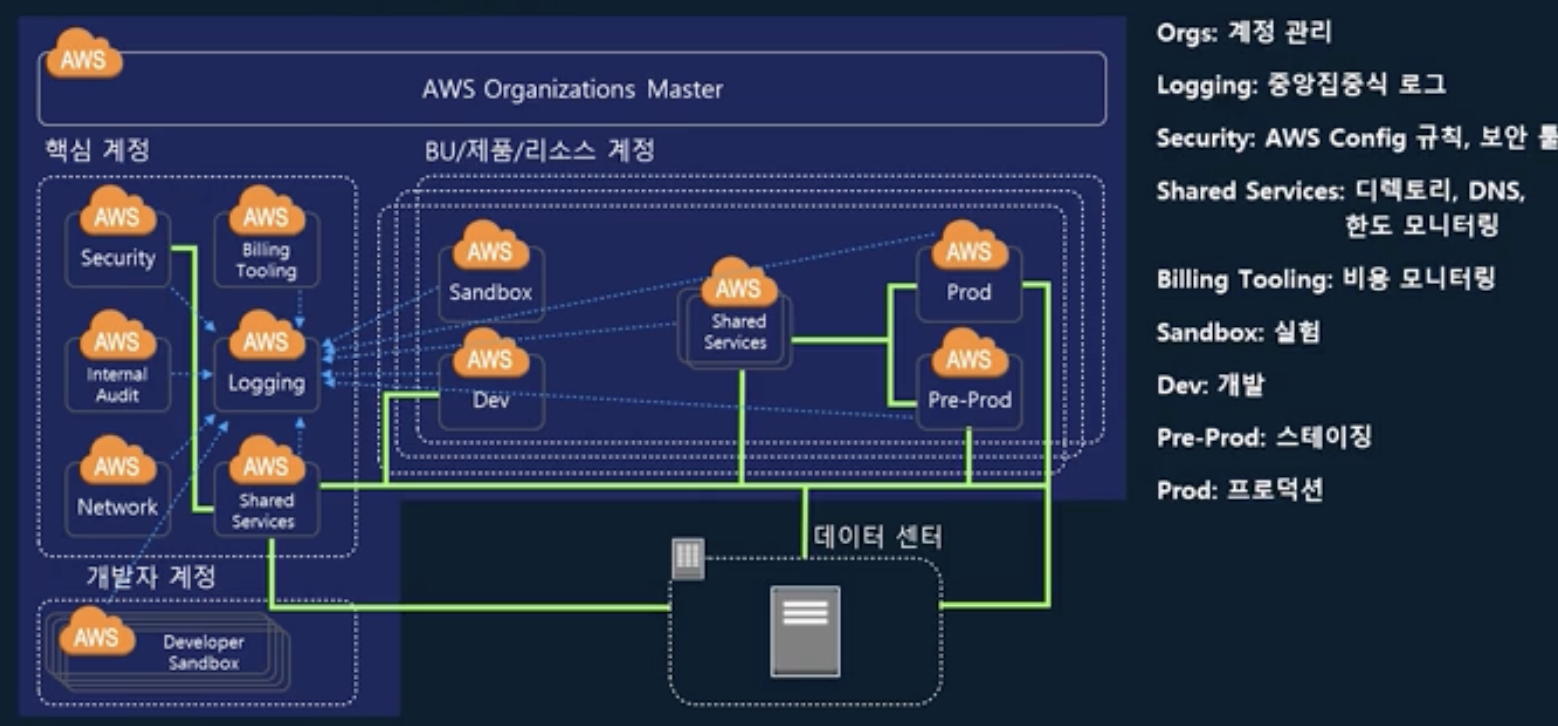 AWS
AWS Organizations Master
핵심 계정
BU/제품/리소스 계정
AWS
Security
AWS
Billing
Tooling
AWS
Internal
Audit
AWS
Logging
AWS
Network
AWS
Shared
Services
AWS
Sandbox
AWS
Dev
AWS
Shared
Services
AWS
Prod
AWS
Pre-Prod
개발자 계정
AWS
Developer
Sandbox
데이터 센터
Orgs: 계정 관리
Logging: 중앙집중식 로그
Security: AWS Config 규칙, 보안 툴
Shared Services: 디렉토리, DNS,
한도 모니터링
Billing Tooling: 비용 모니터링
Sandbox: 실험
Dev: 개발
Pre-Prod: 스테이징
Prod: 프로덕션